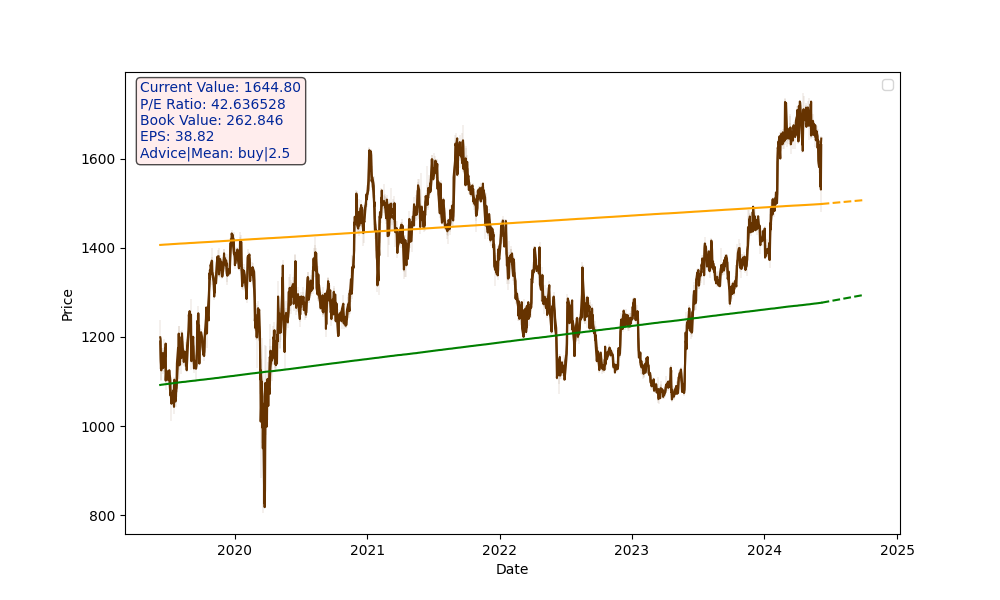 Current Value: 1644.80
P/E Ratio: 42.636528
Book Value: 262.846
EPS: 38.82
Advice|Mean: buy|2.5
Price
1600
1400
1200
1000
800
2020 2021 2022 2023 2024 2025
Date